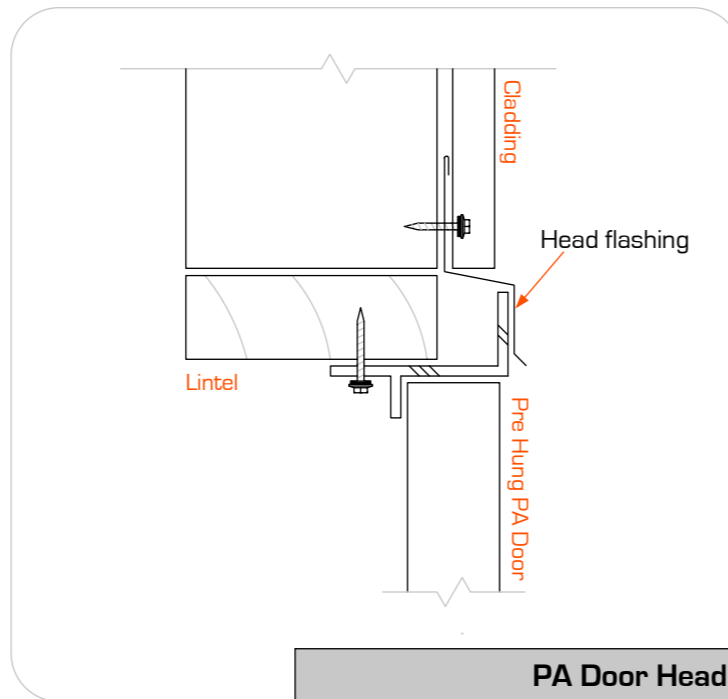 Cladding
Head flashing
Lintel
Pre Hung PA Door
PA Door Head